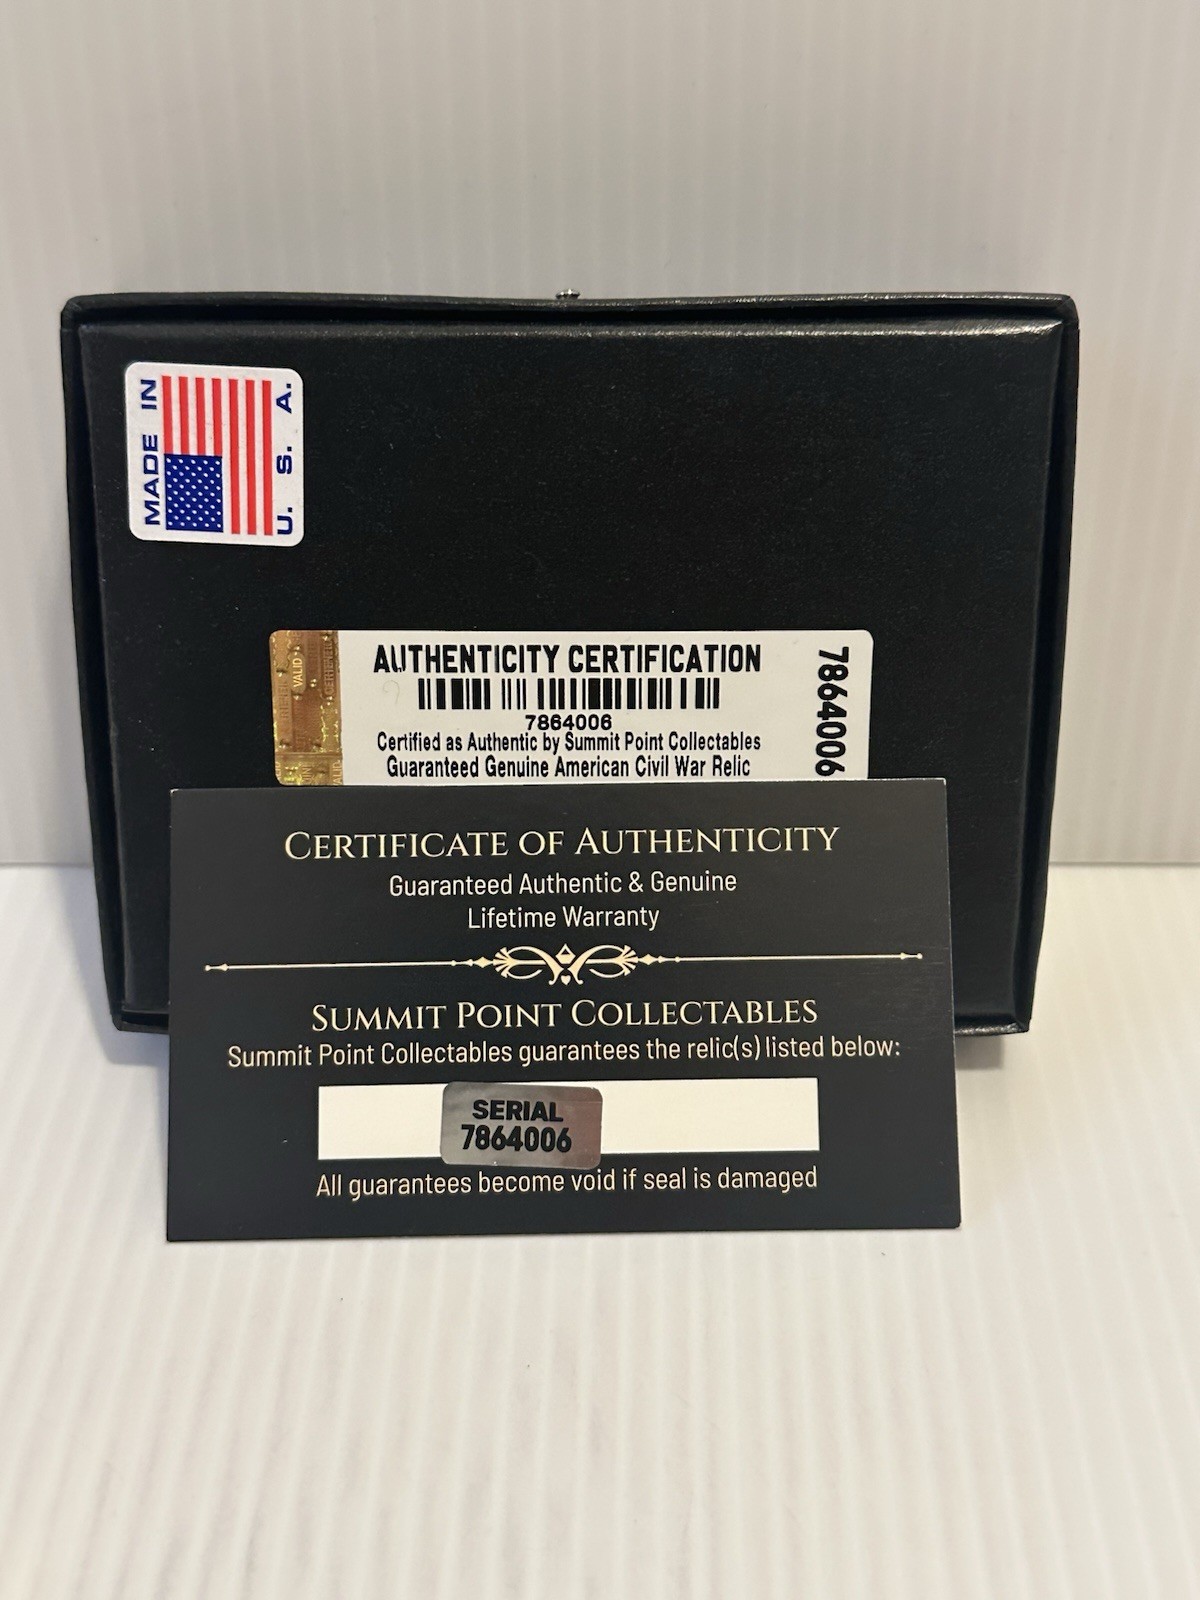 MADE IN
U. S. A.
VALID
AUTHENTICITY CERTIFICATION
7864006
7864006
Certified as Authentic by Summit Point Collectables
Guaranteed Genuine American Civil War Relic
CERTIFICATE OF AUTHENTICITY
Guaranteed Authentic & Genuine
Lifetime Warranty
SUMMIT POINT COLLECTABLES
Summit Point Collectables guarantees the relic(s) listed below:
SERIAL
7864006
All guarantees become void if seal is damaged